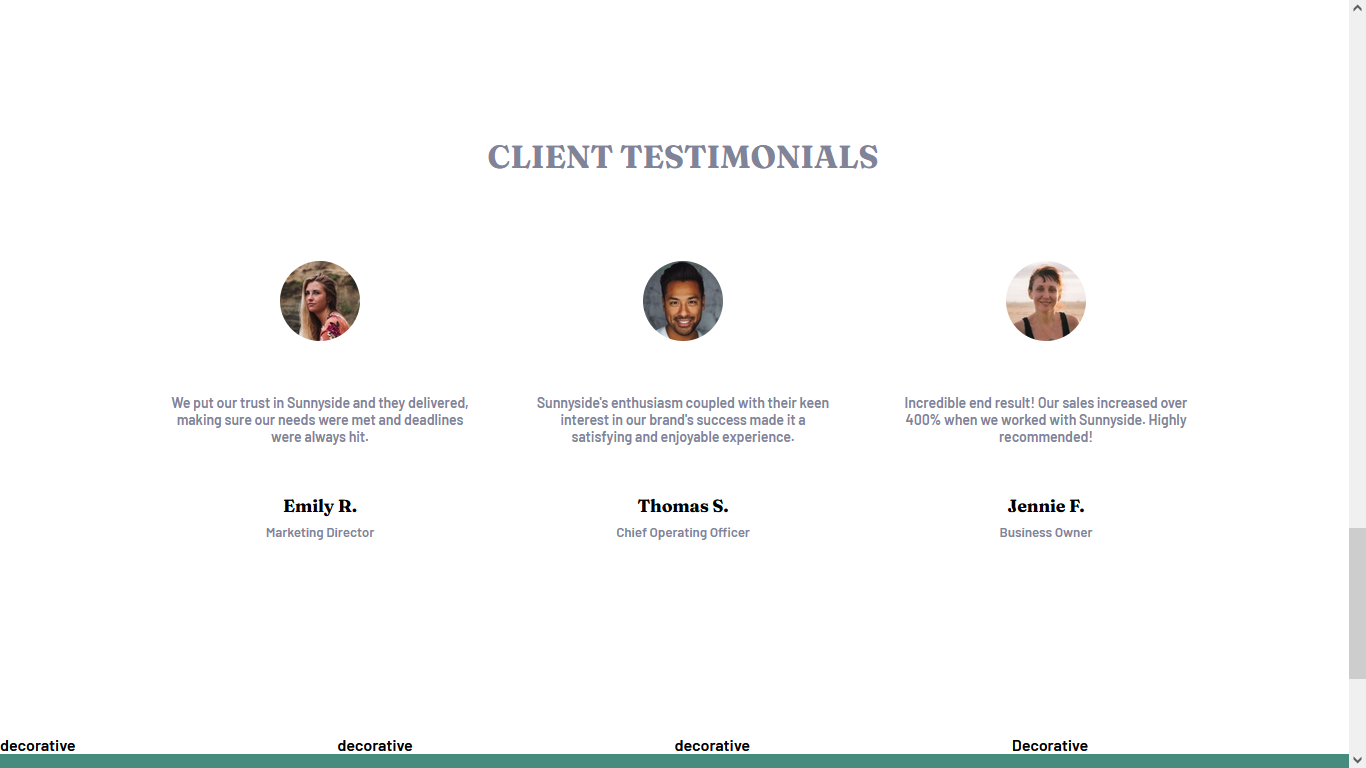 CLIENT TESTIMONIALS
We put our trust in Sunnyside and they delivered,
making sure our needs were met and deadlines
were always hit.
Emily R.
Marketing Director
Sunnyside's enthusiasm coupled with their keen
interest in our brand's success made it a
satisfying and enjoyable experience.
Thomas S.
Chief Operating Officer
Incredible end result! Our sales increased over
400% when we worked with Sunnyside. Highly
recommended!
Jennie F.
Business Owner
decorative
decorative
decorative
Decorative